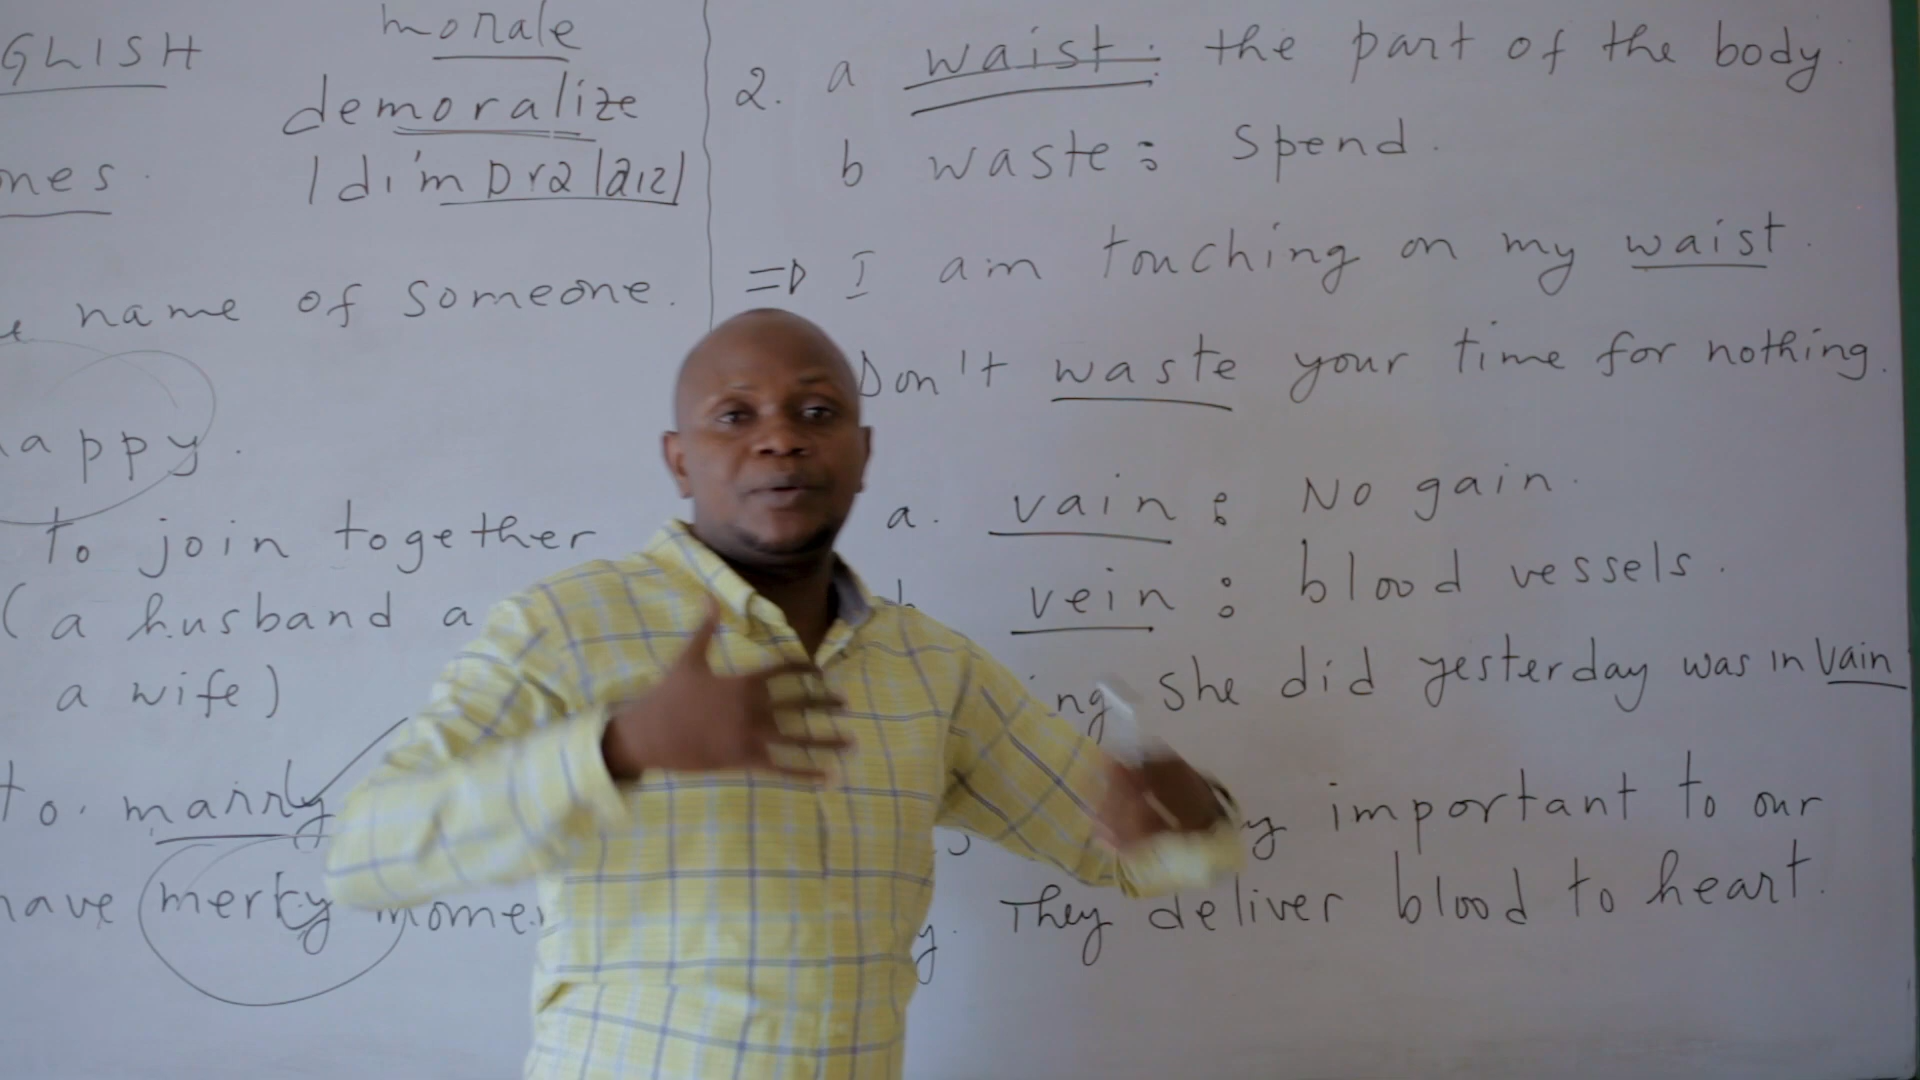 GLISH
morale
demoralize
nes.
/di'mɒrəlaɪz/
name of someone.
appy.
To join together
(a husband a
a wife)
to. marry
have merry mome
2. a waist: the part of the body.
b waste: Spend.
=> I am touching on my waist.
Don't waste your time for nothing.
a. vain: No gain.
vein: blood vessels.
ng she did yesterday was in vain
y important to our
y. They deliver blood to heart.